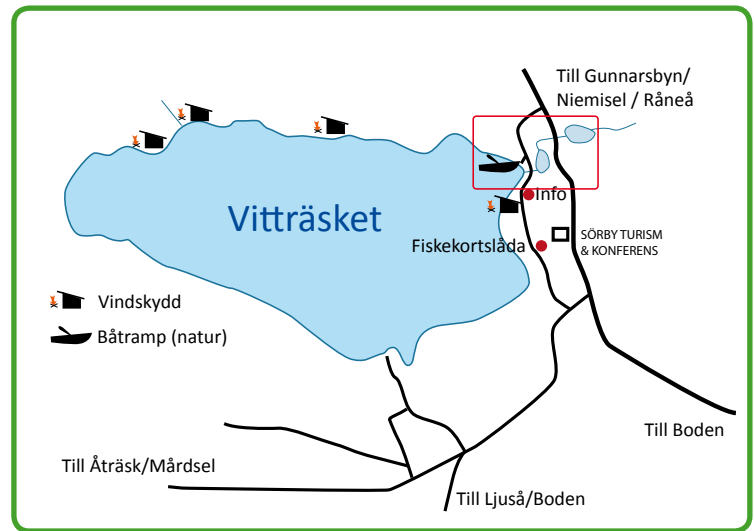 Till Gunnarsbyn/
Niemisel / Råneå
Vitträsket
Info
Fiskekortslåda
SÖRBY TURISM
& KONFERENS
Vindskydd
Båtramp (natur)
Till Boden
Till Åträsk/Mårdsel
Till Ljuså/Boden